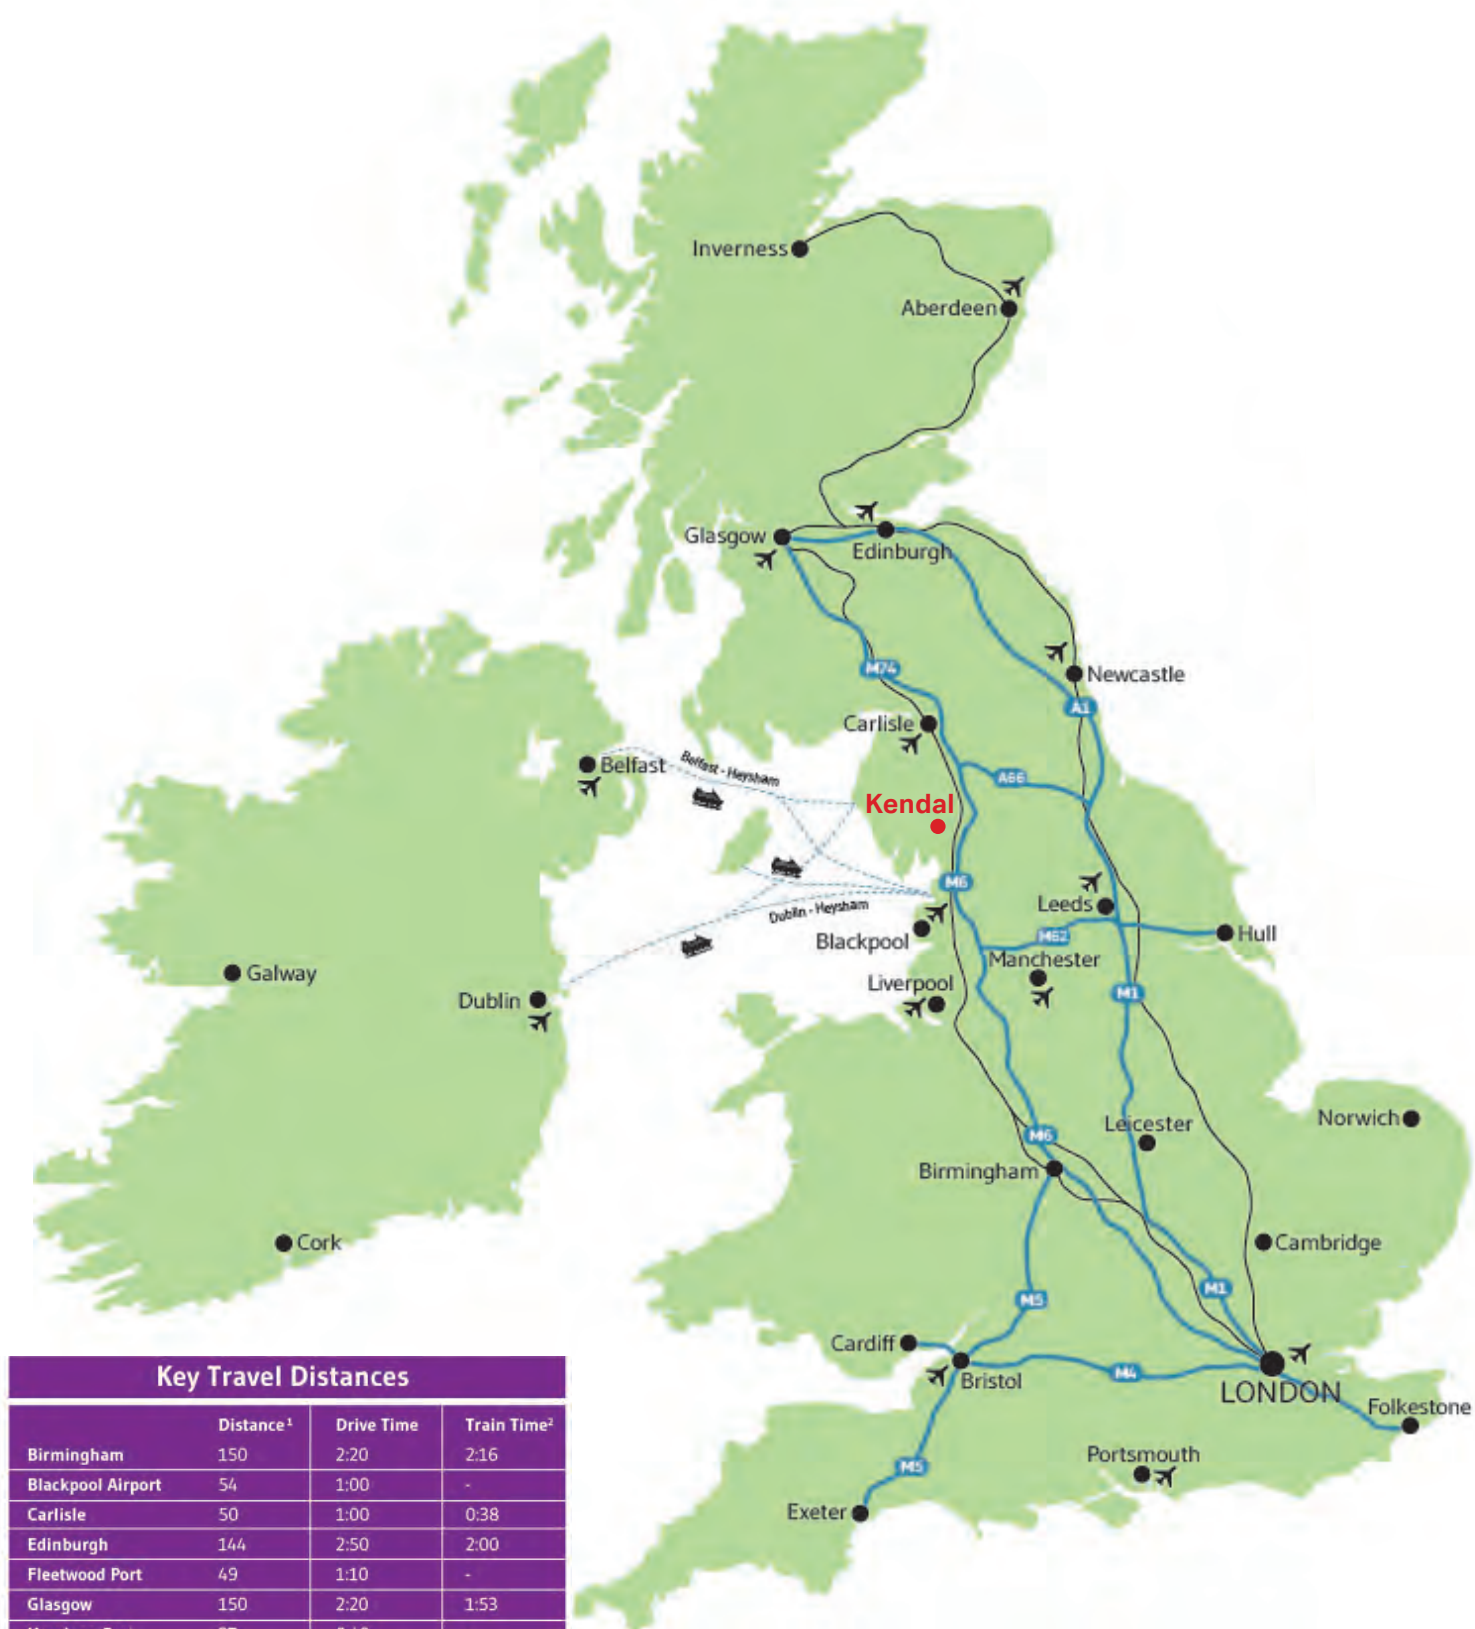 Inverness
Aberdeen
Glasgow
Edinburgh
M74
Newcastle
A1
Carlisle
Belfast
Belfast - Heysham
A66
Kendal
M6
Leeds
Dublin - Heysham
Blackpool
M62
Hull
Manchester
Galway
Liverpool
Dublin
M1
Norwich
Leicester
M6
Birmingham
Cork
Cambridge
M1
M5
Cardiff
Bristol
M4
LONDON
Folkestone
Portsmouth
M5
Exeter
Key Travel Distances
Distance¹ Drive Time Train Time²
Birmingham 150 2:20 2:16
Blackpool Airport 54 1:00 -
Carlisle 50 1:00 0:38
Edinburgh 144 2:50 2:00
Fleetwood Port 49 1:10 -
Glasgow 150 2:20 1:53